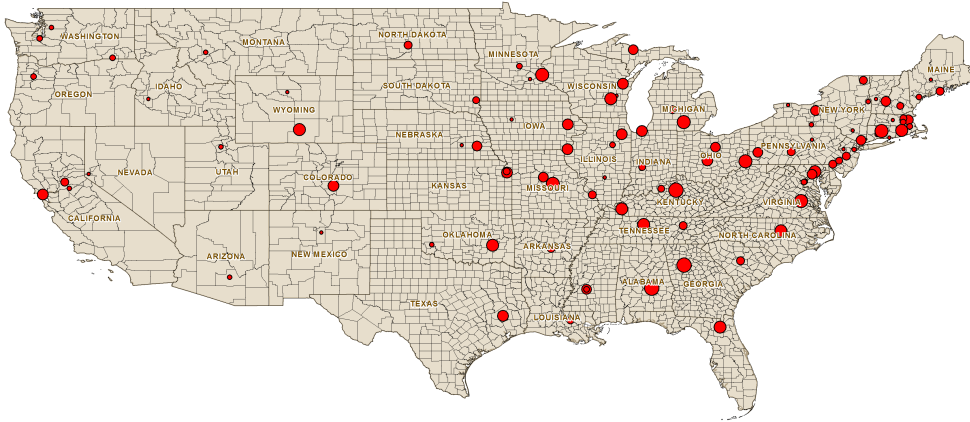 WASHINGTON
MONTANA
NORTH DAKOTA
MINNESOTA
MAINE
OREGON
IDAHO
WYOMING
SOUTH DAKOTA
WISCONSIN
MICHIGAN
NEW YORK
NEVADA
UTAH
COLORADO
NEBRASKA
IOWA
ILLINOIS
INDIANA
OHIO
PENNSYLVANIA
CALIFORNIA
KANSAS
MISSOURI
KENTUCKY
VIRGINIA
ARIZONA
NEW MEXICO
OKLAHOMA
ARKANSAS
TENNESSEE
NORTH CAROLINA
TEXAS
LOUISIANA
ALABAMA
GEORGIA